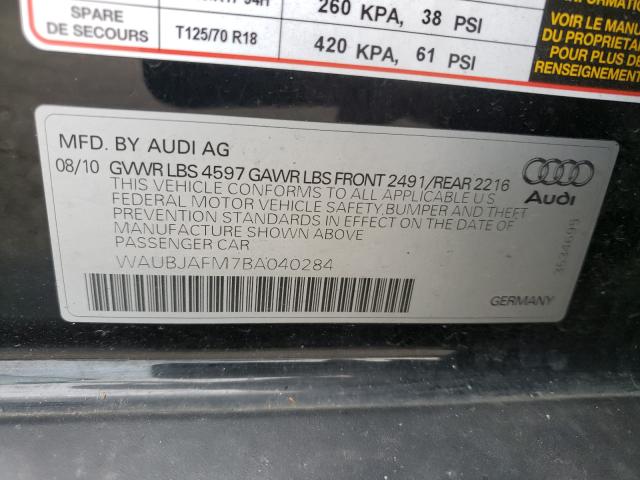 260 KPA, 38 PSI
SPARE
DE SECOURS
T125/70 R18
420 KPA, 61 PSI
VOIR LE MANU
DU PROPRIETA
POUR PLUS DE
RENSEIGNEMENT
MFD. BY AUDI AG
08/10 GVWR LBS 4597 GAWR LBS FRONT 2491/REAR 2216
THIS VEHICLE CONFORMS TO ALL APPLICABLE U.S
FEDERAL MOTOR VEHICLE SAFETY, BUMPER AND THEFT
PREVENTION STANDARDS IN EFFECT ON THE DATE OF
MANUFACTURE SHOWN ABOVE
PASSENGER CAR
WAUBJAFM7BA040284
Audi
3634699
GERMANY